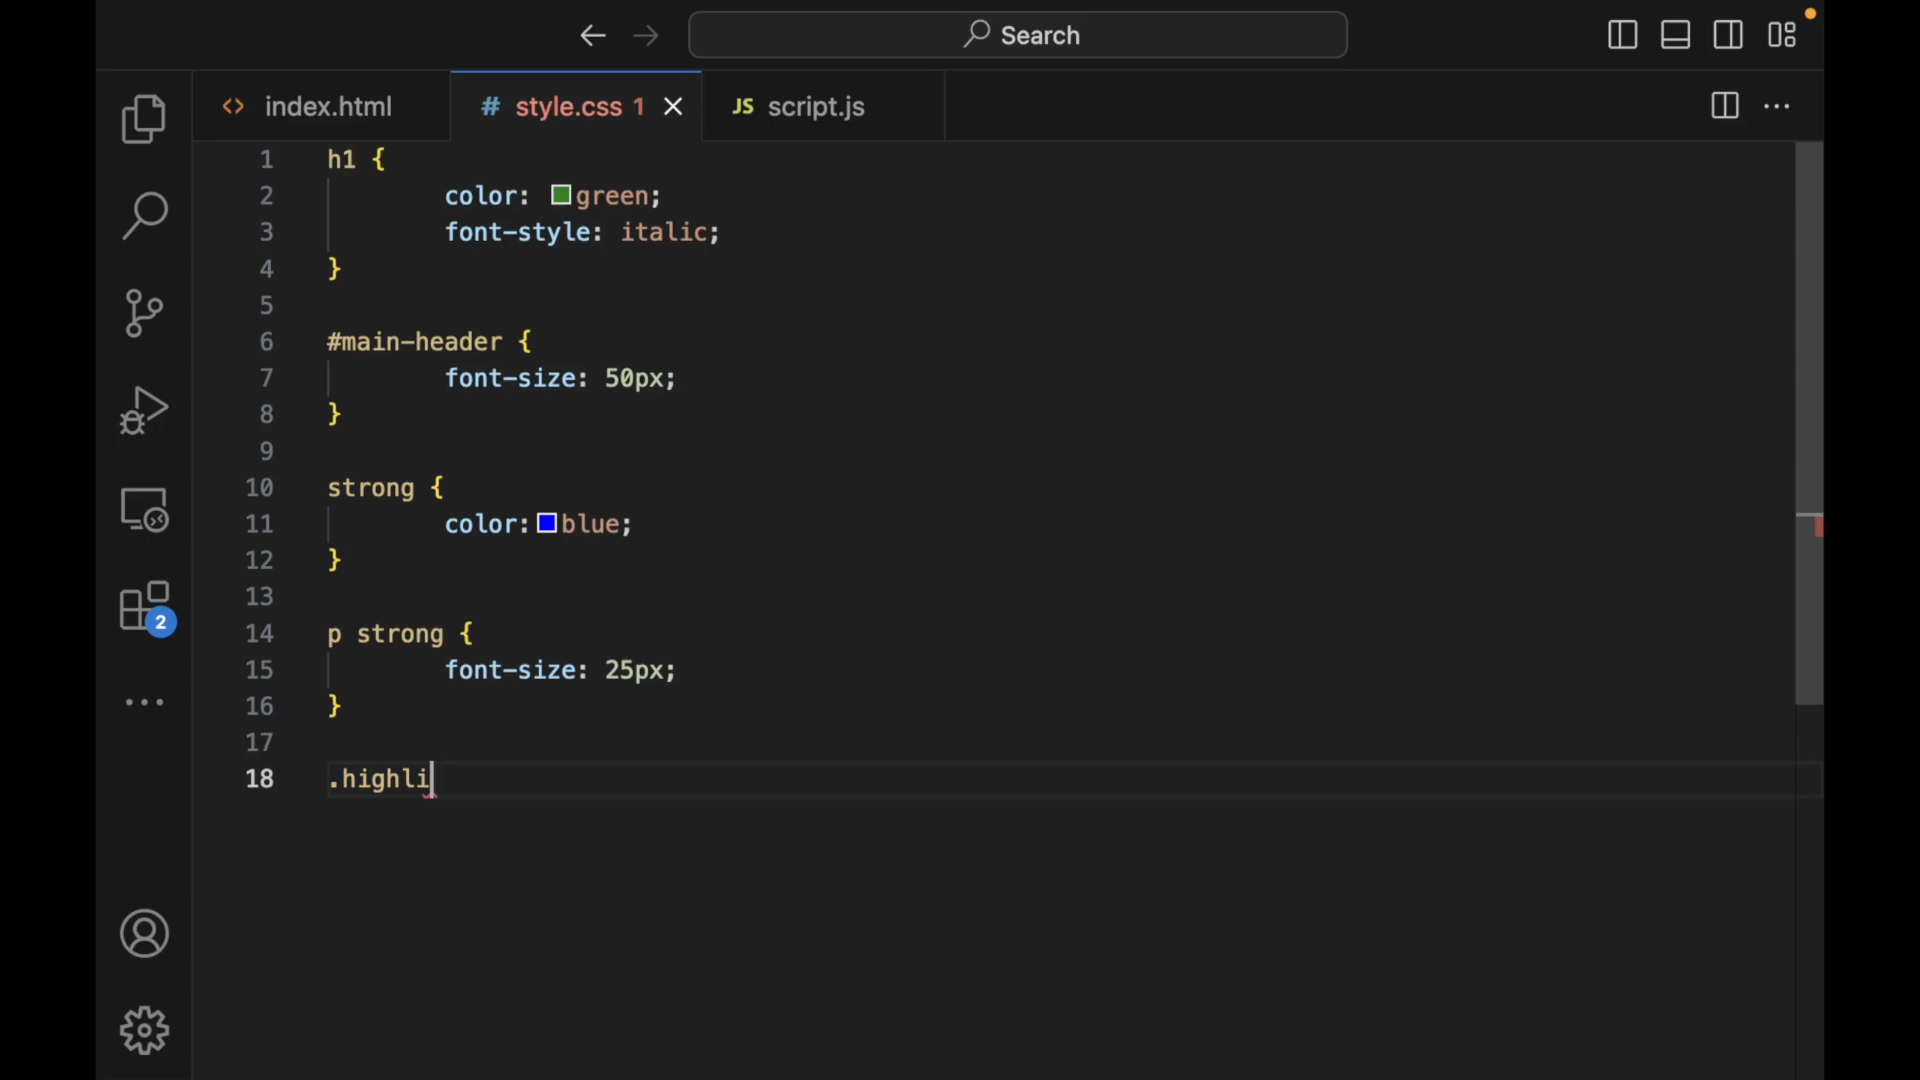 Search
index.html
# style.css 1
JS script.js
1 h1 {
2 color: green;
3 font-style: italic;
4 }
5
6 #main-header {
7 font-size: 50px;
8 }
9
10 strong {
11 color:blue;
12 }
13
14 p strong {
15 font-size: 25px;
16 }
17
18 .highli
2